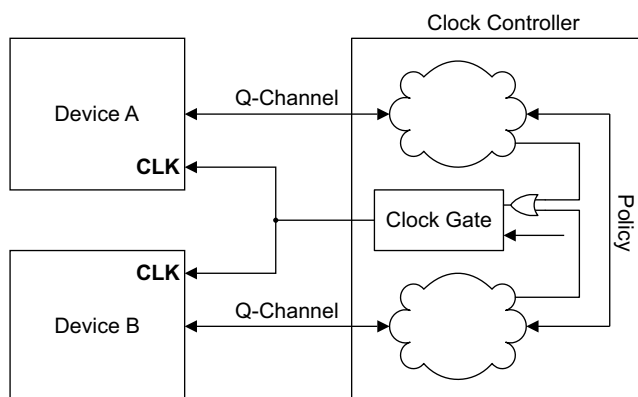 Clock Controller
Device A
Q-Channel
CLK
Clock Gate
Policy
CLK
Device B
Q-Channel